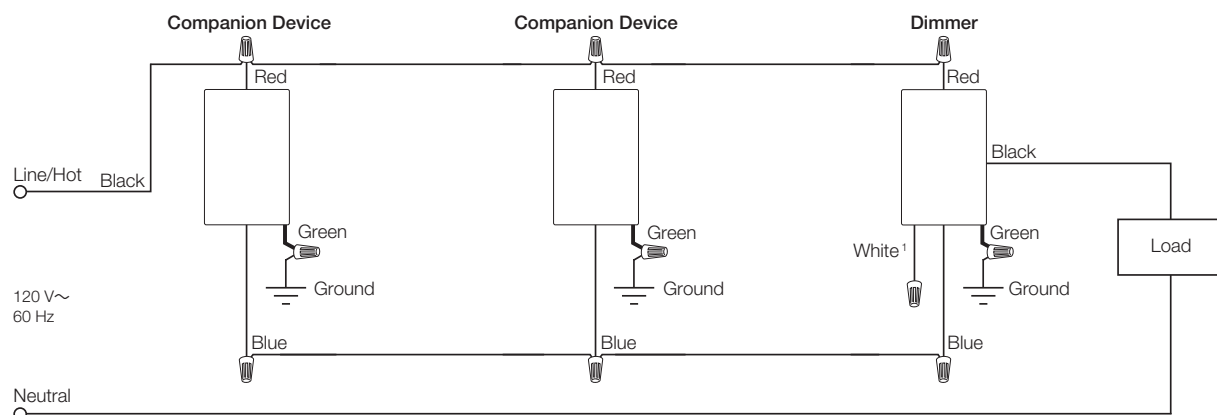 Companion Device
Companion Device
Dimmer
Red
Red
Red
Line/Hot
Black
Black
Green
Green
White¹
Green
Load
Ground
Ground
Ground
120 V~
60 Hz
Blue
Blue
Blue
Neutral